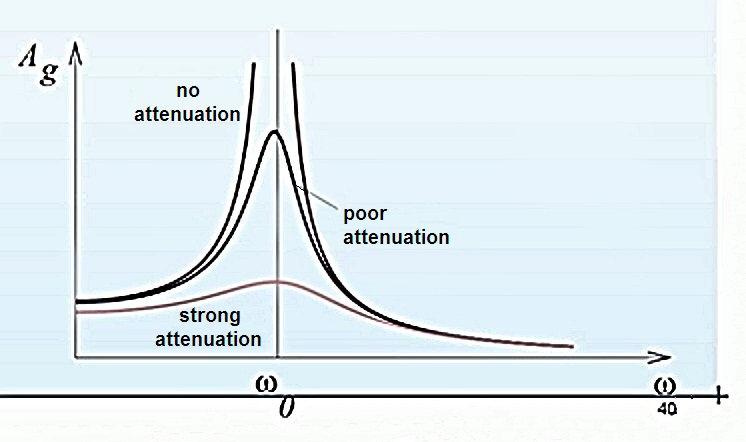 A g
no
attenuation
poor
attenuation
strong
attenuation
ω 0
ω
40